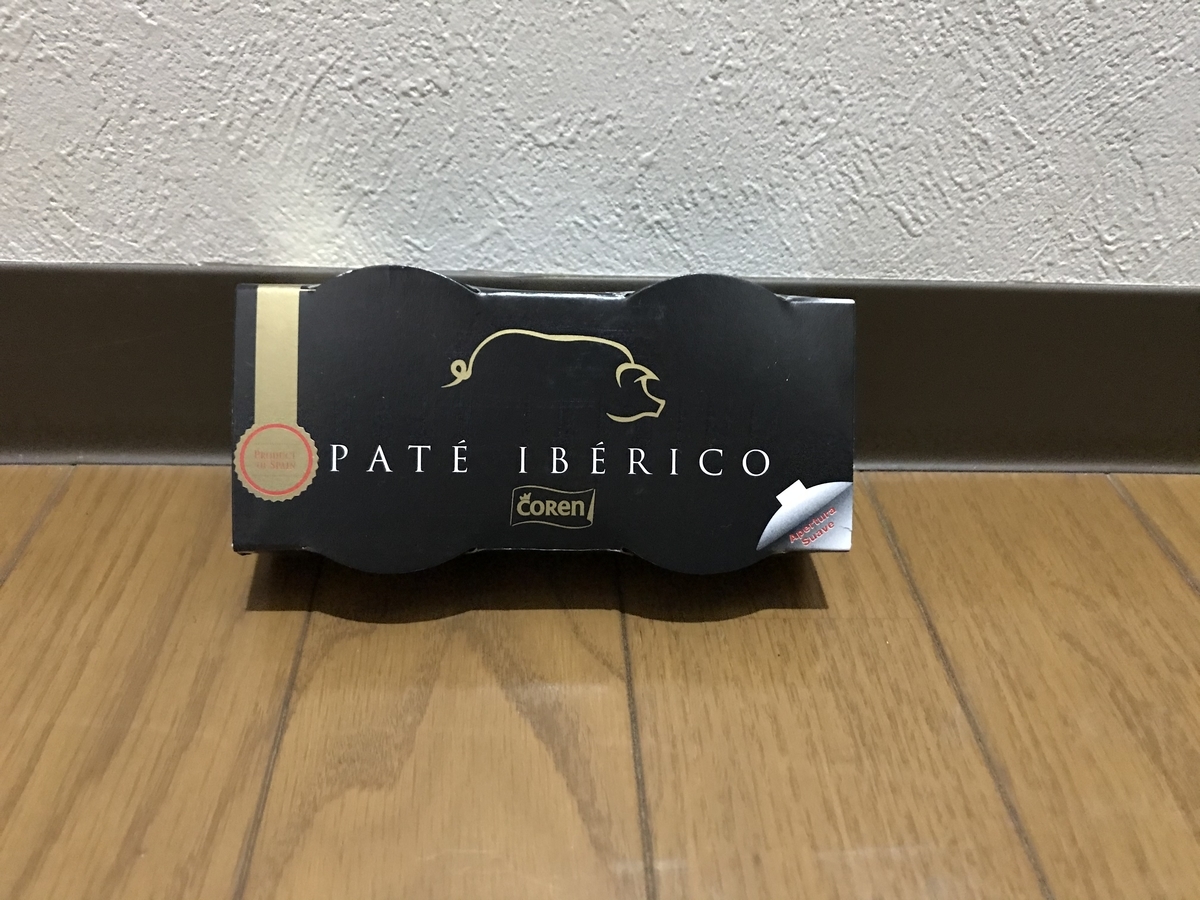 PRODUCT
OF SPAIN
PATÉ IBÉRICO
COREN
Apertura
Suave